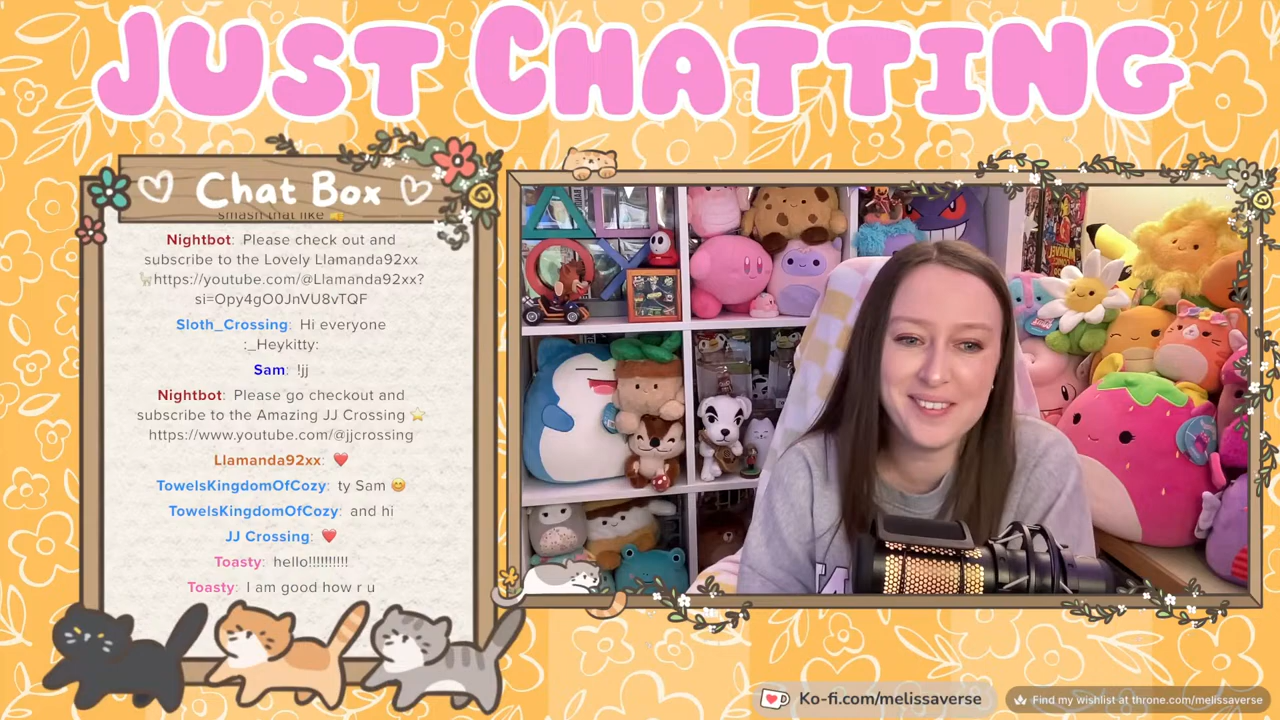 JUST CHATTING
Chat Box
smash that like 👍
Nightbot: Please check out and
subscribe to the Lovely Llamanda92xx
🦙https://youtube.com/@Llamanda92xx?
si=Opy4gO0JnVU8vTQF
Sloth_Crossing: Hi everyone
:_Heykitty:
Sam: !jj
Nightbot: Please go checkout and
subscribe to the Amazing JJ Crossing ⭐
https://www.youtube.com/@jjcrossing
Llamanda92xx: ❤️
TowelsKingdomOfCozy: ty Sam 😊
TowelsKingdomOfCozy: and hi
JJ Crossing: ❤️
Toasty: hello!!!!!!!!!!
Toasty: I am good how r u
Ko-fi.com/melissaverse
Find my wishlist at throne.com/melissaverse